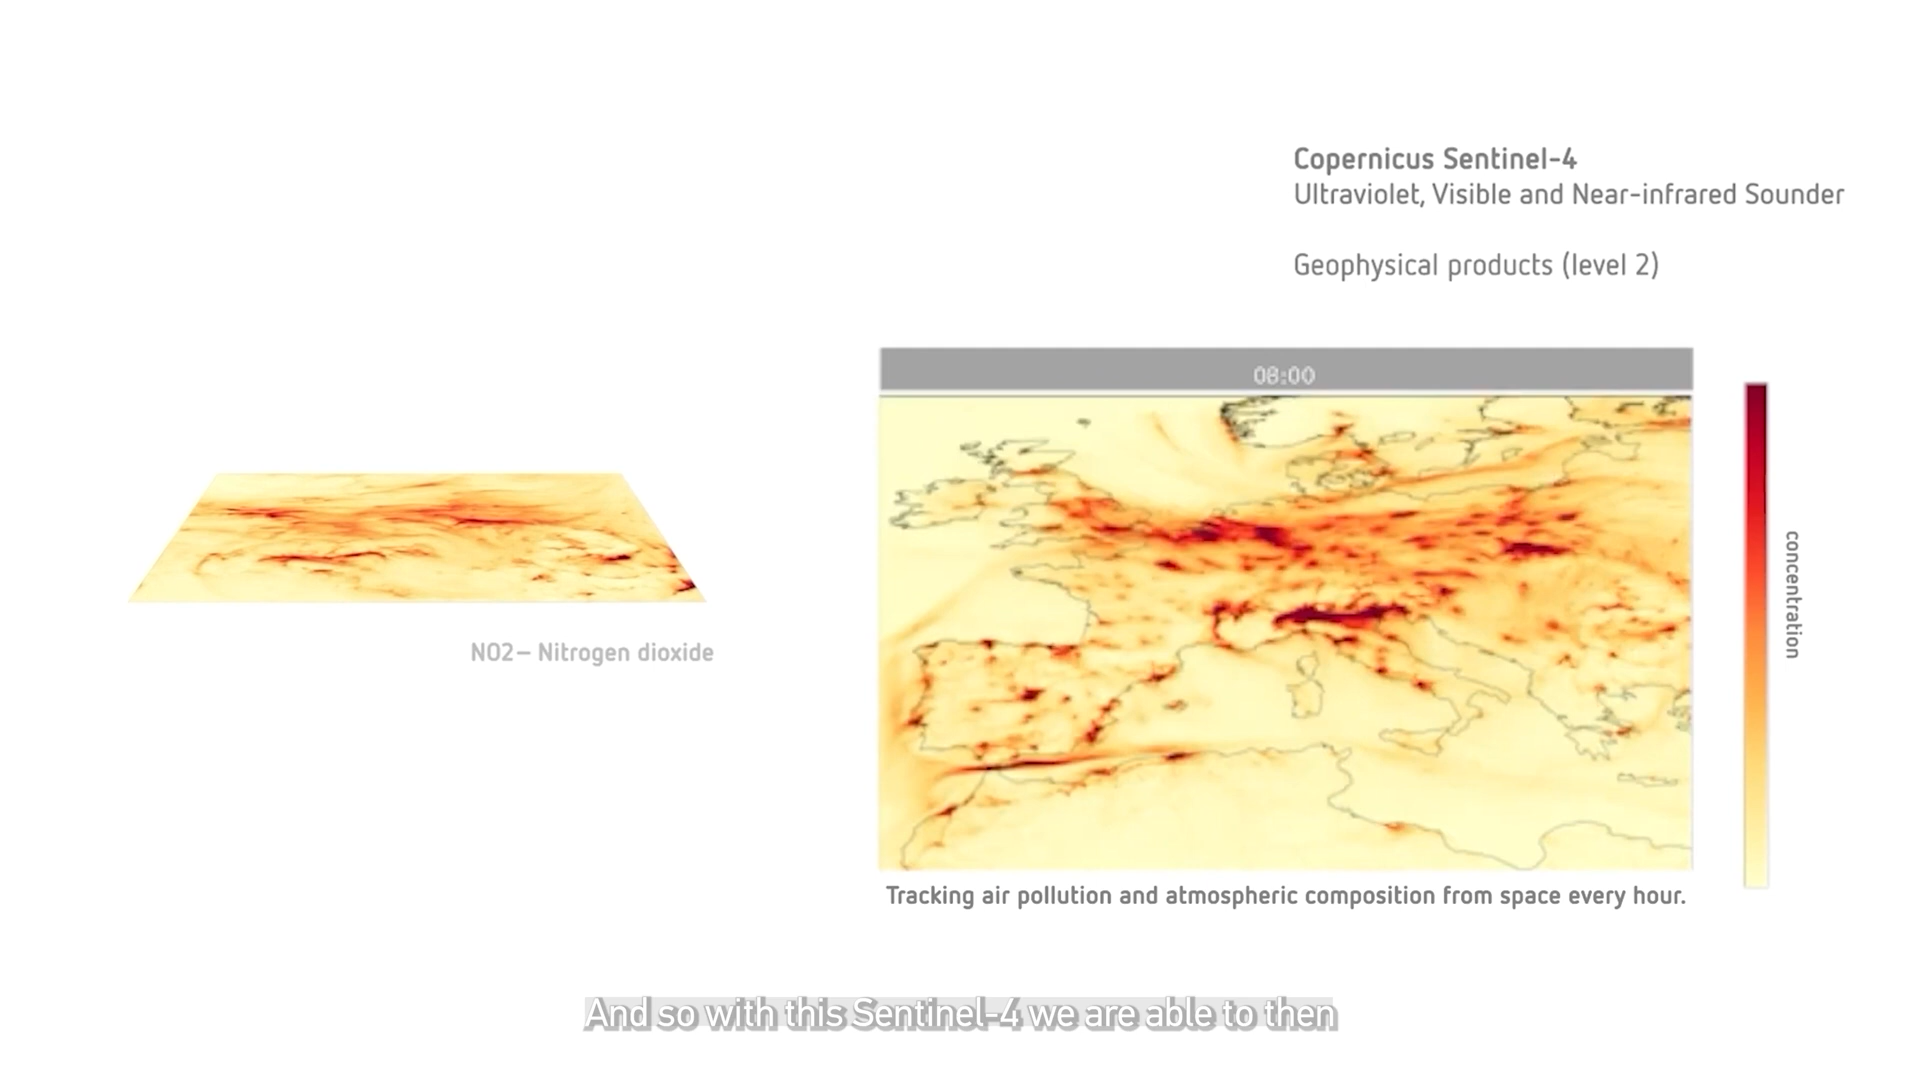 Copernicus Sentinel-4
Ultraviolet, Visible and Near-infrared Sounder
Geophysical products (level 2)
08:00
concentration
NO2– Nitrogen dioxide
Tracking air pollution and atmospheric composition from space every hour.
And so with this Sentinel-4 we are able to then